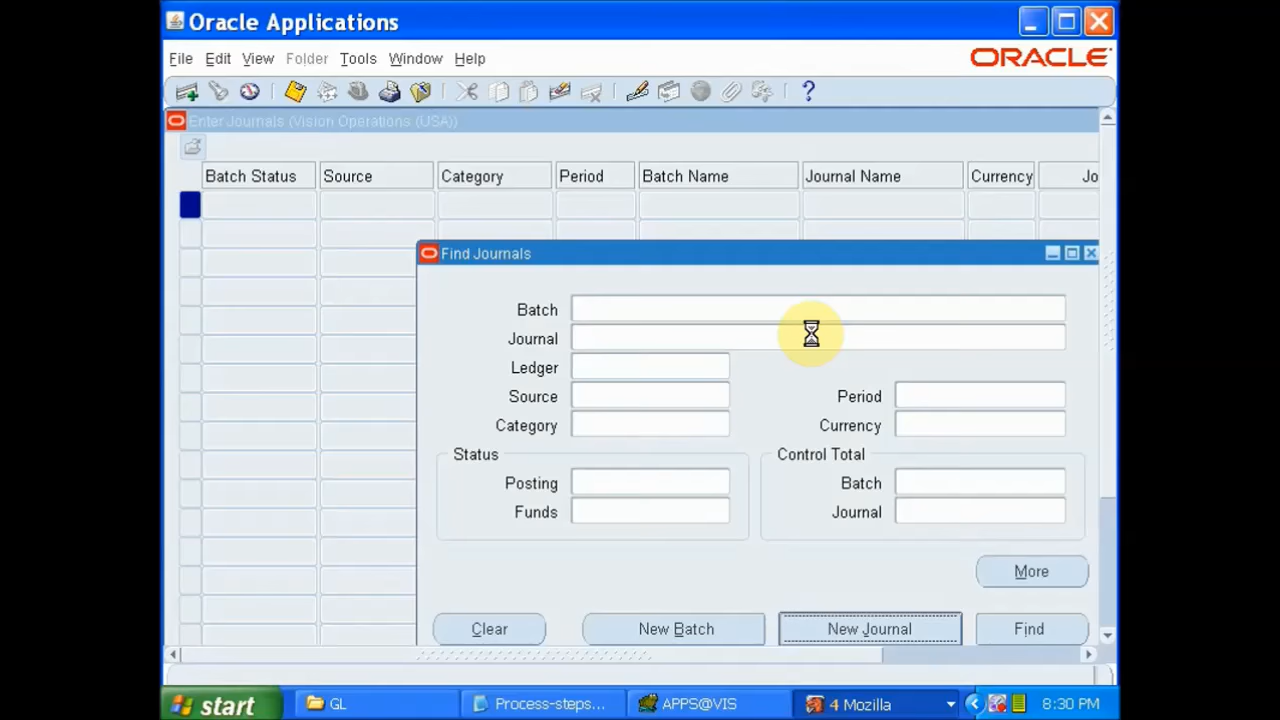 Oracle Applications
File Edit View Folder Tools Window Help
ORACLE
Enter Journals (Vision Operations (USA))
Batch Status Source Category Period Batch Name Journal Name Currency Jo
Find Journals
Batch
Journal
Ledger
Source Period
Category Currency
Status Control Total
Posting Batch
Funds Journal
More
Clear New Batch New Journal Find
start GL Process-steps... APPS@VIS 4 Mozilla 8:30 PM